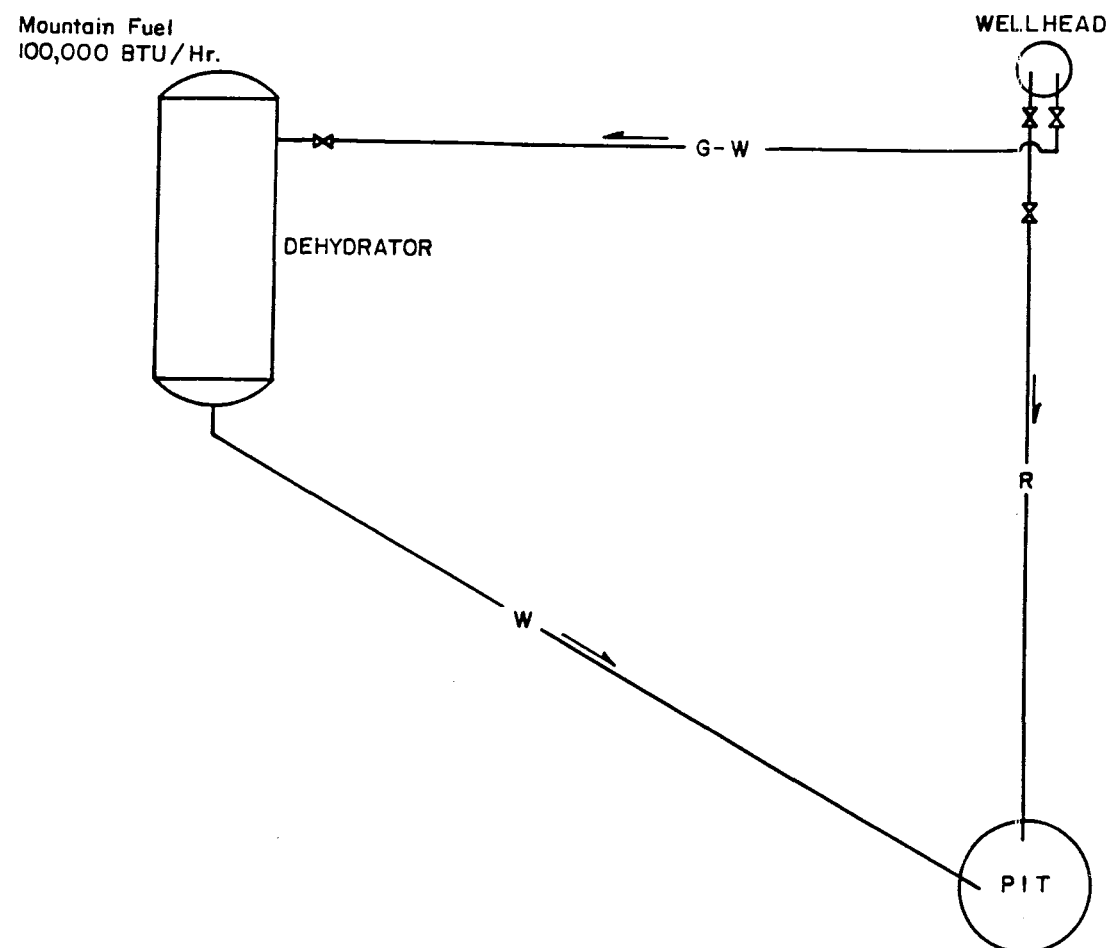 Mountain Fuel
100,000 BTU/Hr.
WELLHEAD
G-W
DEHYDRATOR
R
W
PIT